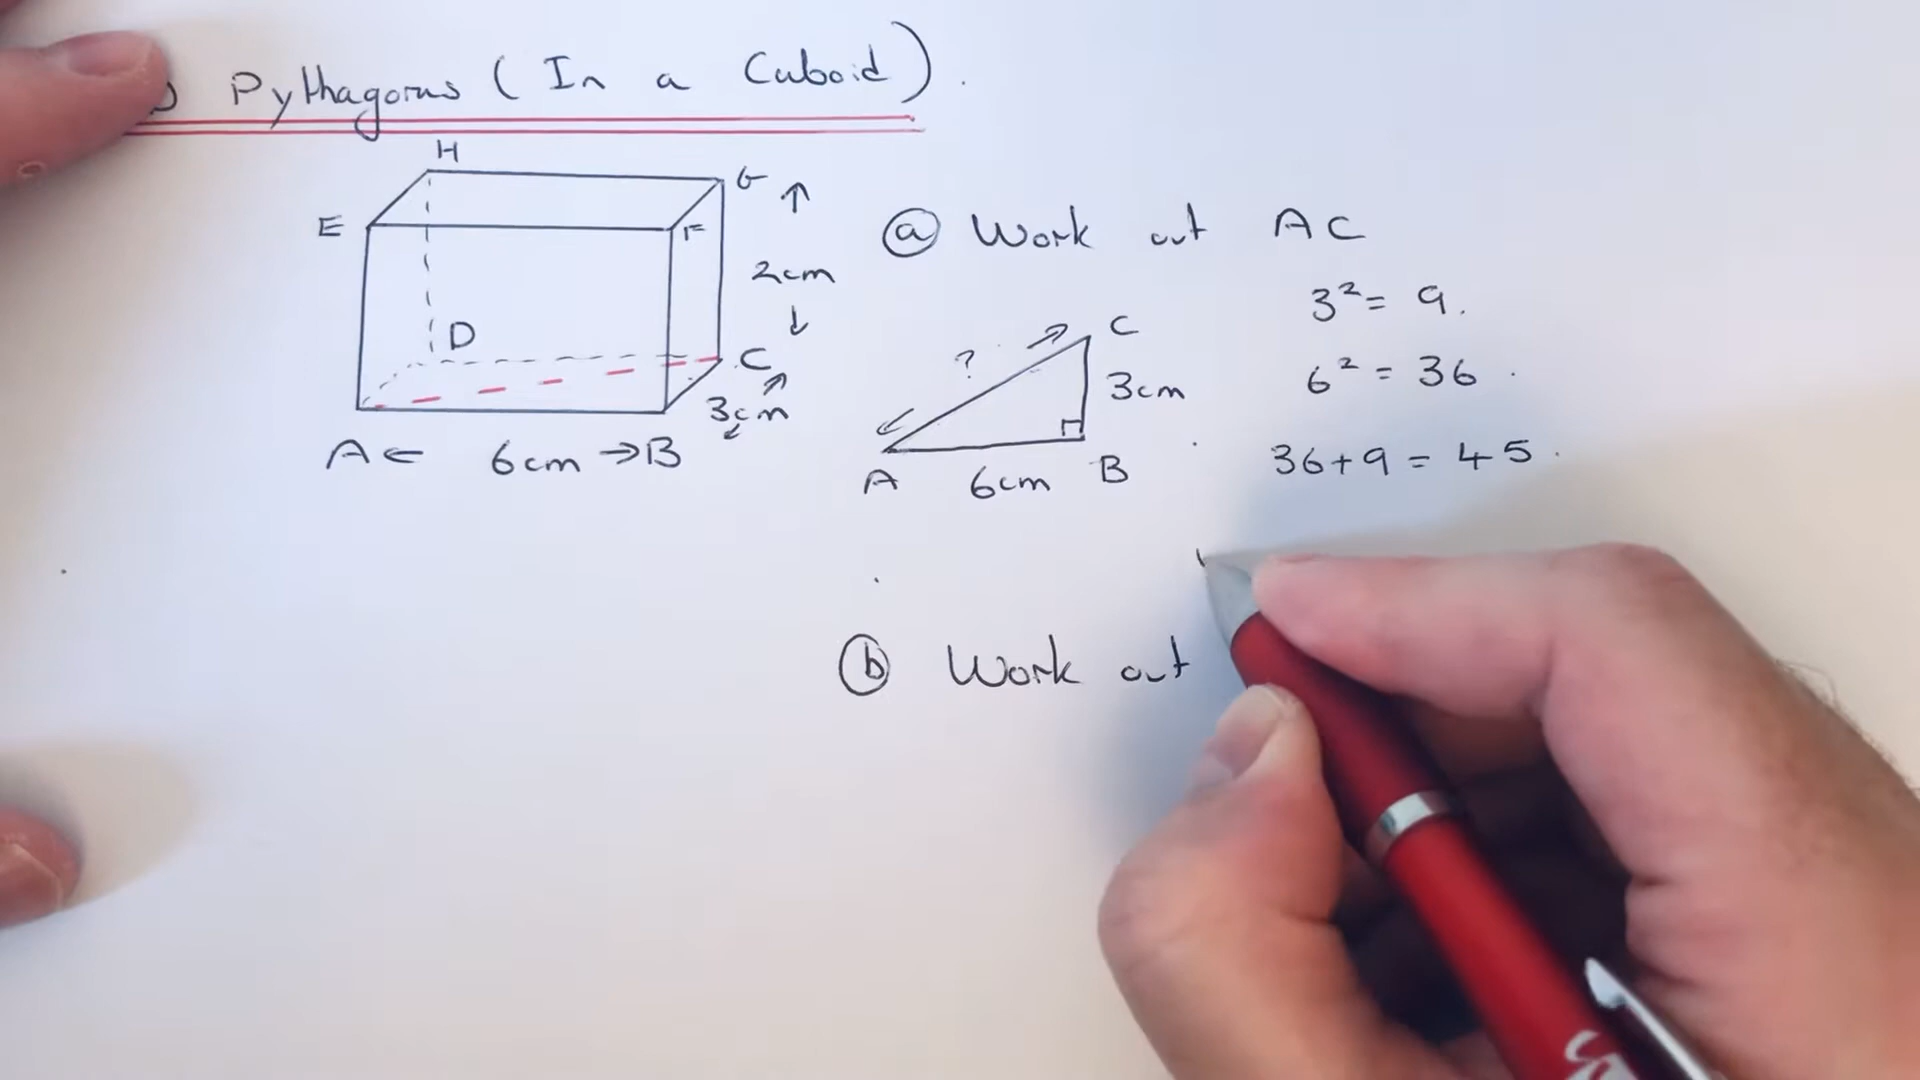 Pythagoras (In a Cuboid).
H
G
E
F
2cm
D
C
3cm
A ← 6cm → B
ⓐ Work out AC
? C
3cm
A 6cm B
3² = 9.
6² = 36
36+9 = 45
ⓑ Work out